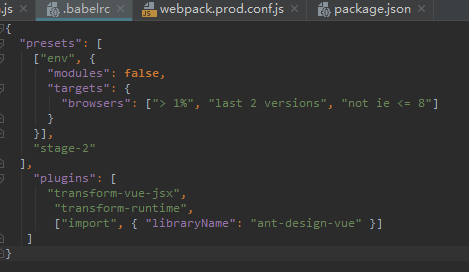 .js .babelrc webpack.prod.conf.js package.json
{
  "presets": [
    ["env", {
      "modules": false,
      "targets": {
        "browsers": ["> 1%", "last 2 versions", "not ie <= 8"]
      }
    }],
    "stage-2"
  ],
    "plugins": [
      "transform-vue-jsx",
      "transform-runtime",
      ["import", { "libraryName": "ant-design-vue" }]
   ]
}